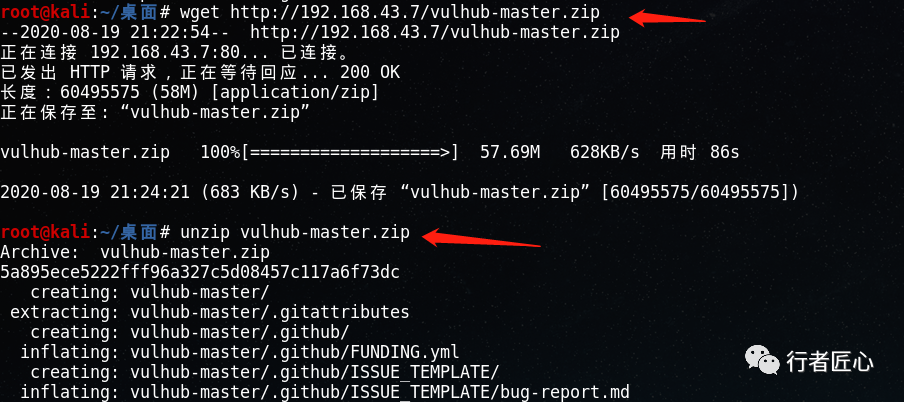 root@kali:~/桌面# wget http://192.168.43.7/vulhub-master.zip
--2020-08-19 21:22:54--  http://192.168.43.7/vulhub-master.zip
正在连接 192.168.43.7:80... 已连接。
已发出 HTTP 请求，正在等待回应... 200 OK
长度：60495575 (58M) [application/zip]
正在保存至: “vulhub-master.zip”
vulhub-master.zip   100%[===================>]  57.69M   628KB/s  用时 86s
2020-08-19 21:24:21 (683 KB/s) - 已保存 “vulhub-master.zip” [60495575/60495575])
root@kali:~/桌面# unzip vulhub-master.zip
Archive:  vulhub-master.zip
5a895ece5222fff96a327c5d08457c117a6f73dc
   creating: vulhub-master/
 extracting: vulhub-master/.gitattributes
   creating: vulhub-master/.github/
  inflating: vulhub-master/.github/FUNDING.yml
   creating: vulhub-master/.github/ISSUE_TEMPLATE/
  inflating: vulhub-master/.github/ISSUE_TEMPLATE/bug-report.md
行者匠心